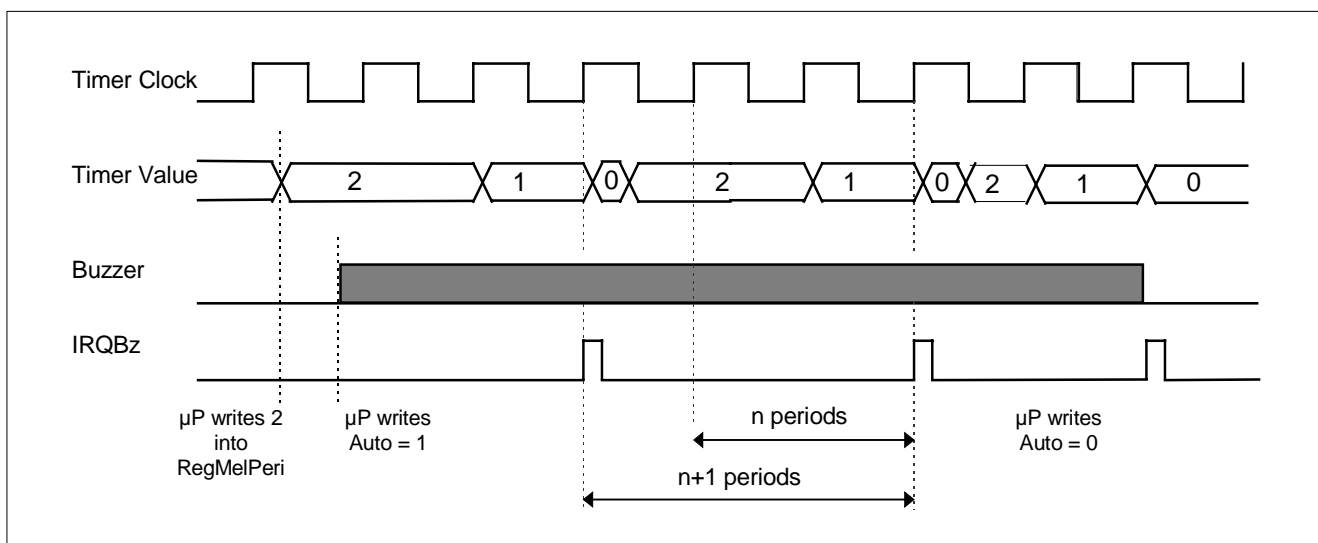 Timer Clock
Timer Value
2
1
0
2
1
0
2
1
0
Buzzer
IRQBz
µP writes 2
into
RegMelPeri
µP writes
Auto = 1
n periods
n+1 periods
µP writes
Auto = 0